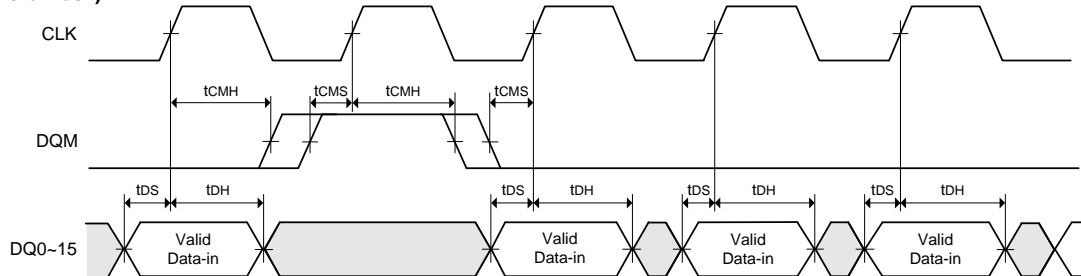 CLK
tCMH
tCMS
tCMH
tCMS
DQM
tDS
tDH
tDS
tDH
tDS
tDH
tDS
tDH
DQ0~15
Valid
Data-in
Valid
Data-in
Valid
Data-in
Valid
Data-in